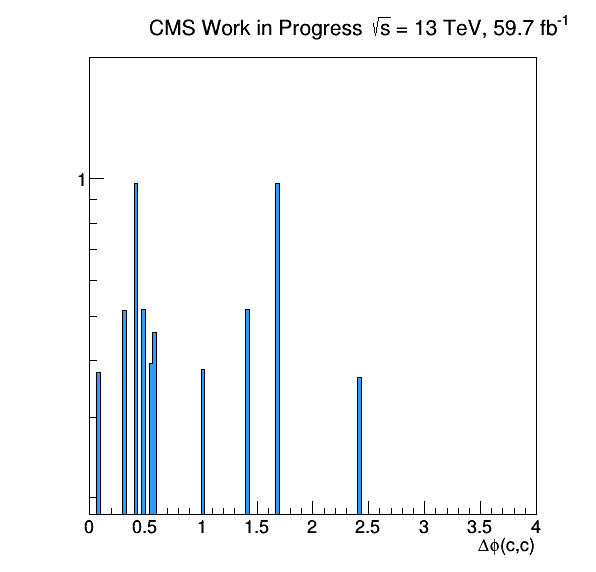 CMS Work in Progress √s = 13 TeV, 59.7 fb⁻¹
1
0 0.5 1 1.5 2 2.5 3 3.5 4
Δϕ(c,c)